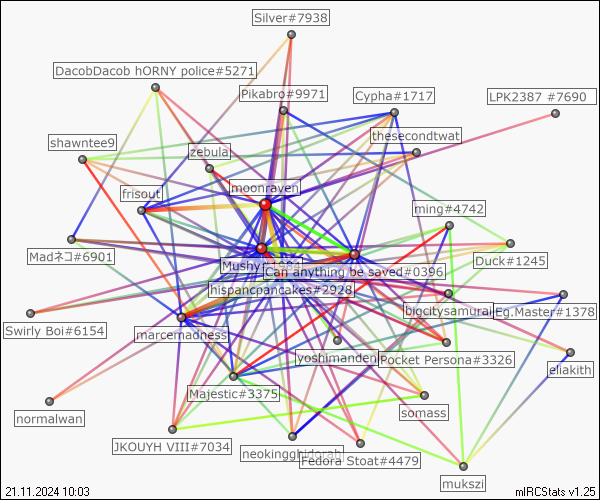 Silver#7938
DacobDacob hORNY police#5271
Pikabro#9971
Cypha#1717
LPK2387 #7690
thesecondtwat
shawntee9
zebula
moonraven
frisout
ming#4742
Madネコ#6901
Mushy#1684
Can anything be saved#0396
Duck#1245
hispancpancakes#2928
bigcitysamurai
Eg.Master#1378
Swirly Boi#6154
marcemadness
yoshimanden
Pocket Persona#3326
eliakith
Majestic#3375
normalwan
somass
JKOUYH VIII#7034
neokingghidorah
Fedora Stoat#4479
mukszi
21.11.2024 10:03
mIRCStats v1.25